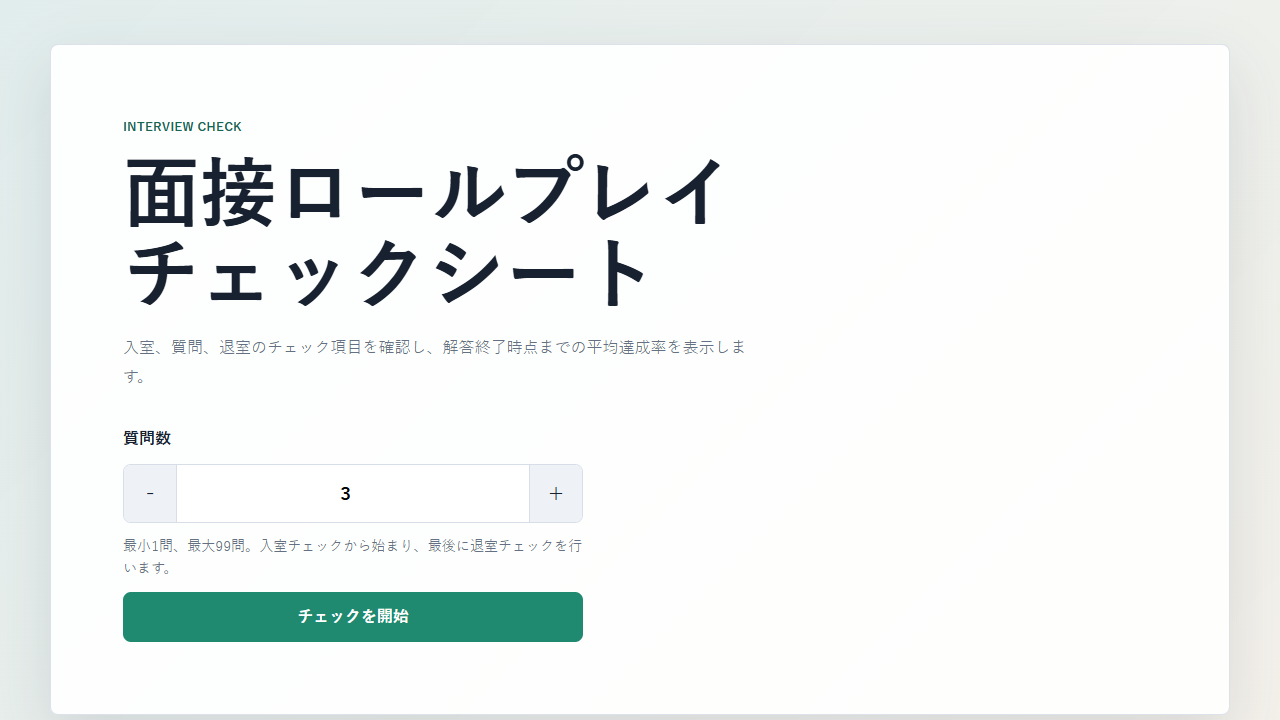 INTERVIEW CHECK
面接ロールプレイ
チェックシート
入室、質問、退室のチェック項目を確認し、解答終了時点までの平均達成率を表示しま
す。
質問数
- 3 +
最小1問、最大99問。入室チェックから始まり、最後に退室チェックを行
います。
チェックを開始